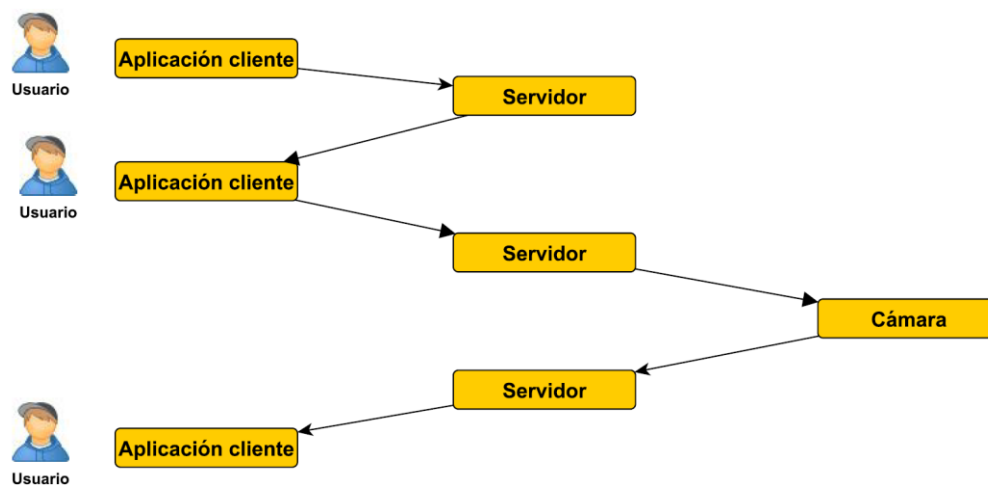 Aplicación cliente
Usuario
Servidor
Aplicación cliente
Usuario
Servidor
Cámara
Servidor
Aplicación cliente
Usuario